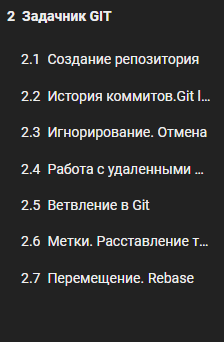 2 Задачник GIT
2.1 Создание репозитория
2.2 История коммитов.Git l...
2.3 Игнорирование. Отмена
2.4 Работа с удаленными ...
2.5 Ветвление в Git
2.6 Метки. Расставление т...
2.7 Перемещение. Rebase